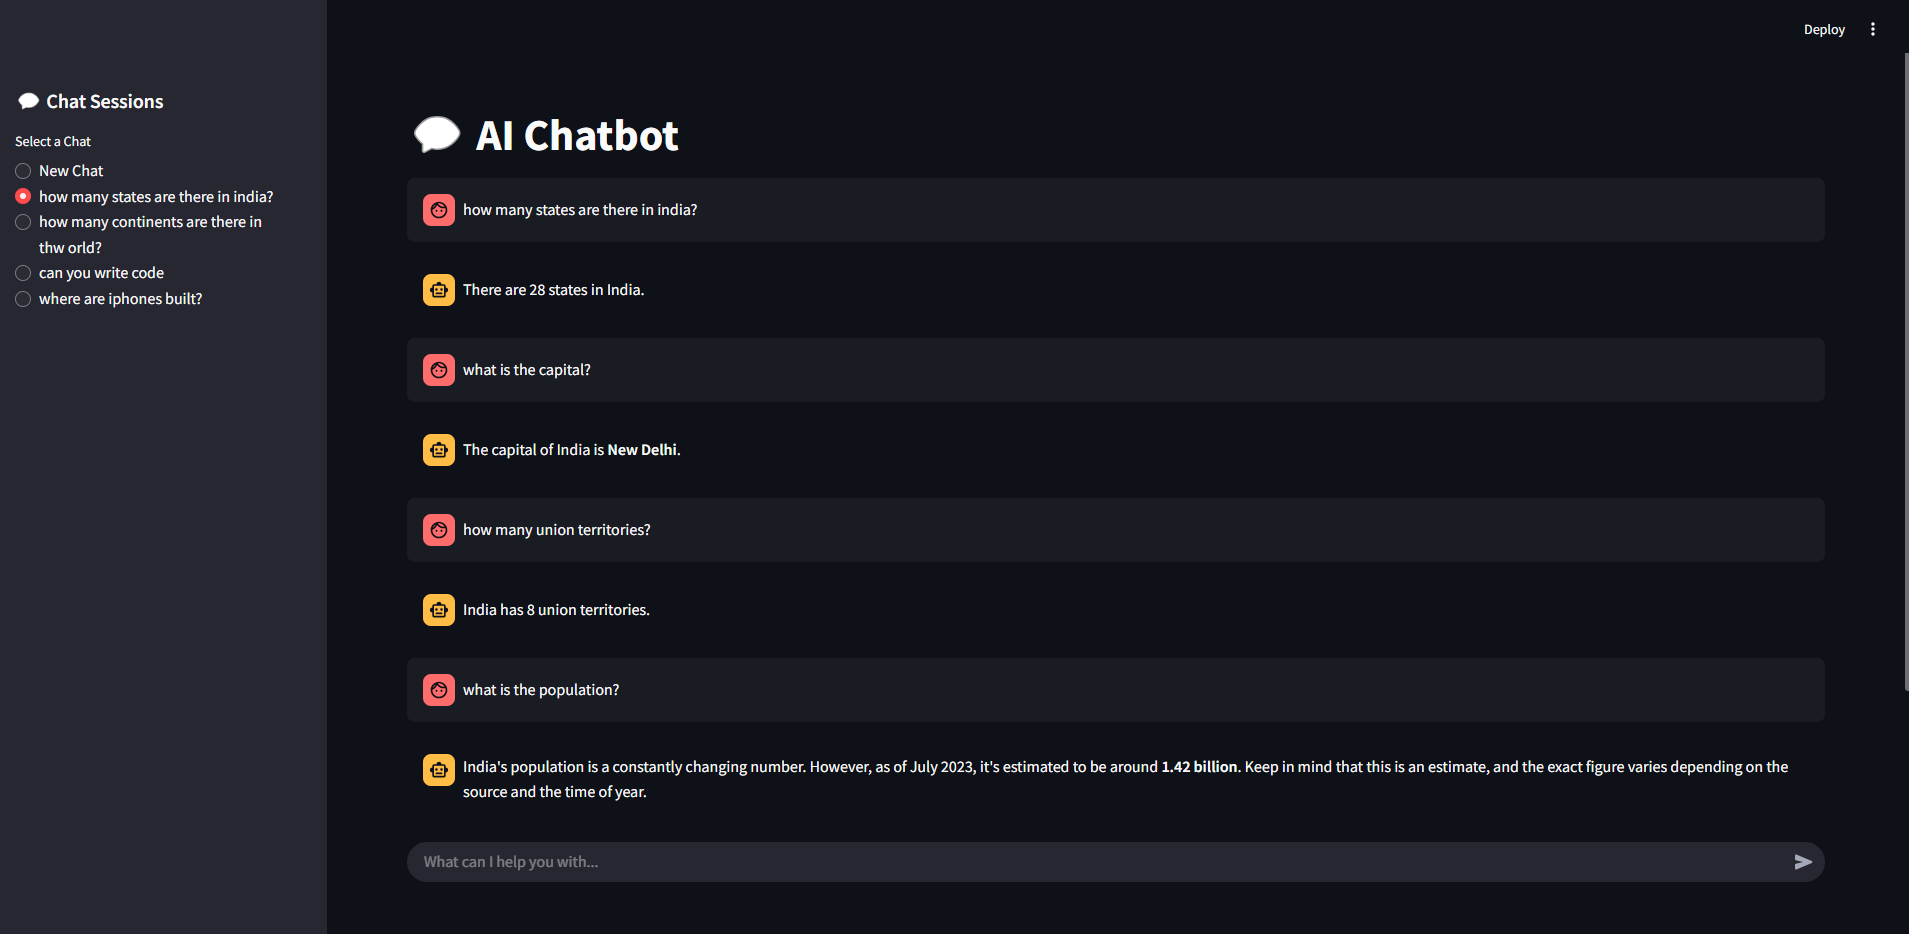 Deploy
Chat Sessions
Select a Chat
New Chat
how many states are there in india?
how many continents are there in
thw orld?
can you write code
where are iphones built?
AI Chatbot
how many states are there in india?
There are 28 states in India.
what is the capital?
The capital of India is New Delhi.
how many union territories?
India has 8 union territories.
what is the population?
India's population is a constantly changing number. However, as of July 2023, it's estimated to be around 1.42 billion. Keep in mind that this is an estimate, and the exact figure varies depending on the
source and the time of year.
What can I help you with...